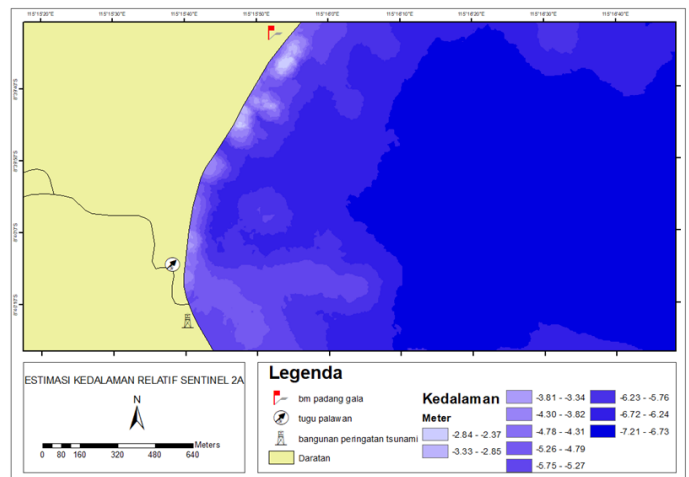 ESTIMASI KEDALAMAN RELATIF SENTINEL 2A
N
Meters
0 80 160 320 480 640
Legenda
bm padang gala
tugu palawan
bangunan peringatan tsunami
Daratan
Kedalaman
Meter
-2.84 - -2.37
-3.33 - -2.85
-3.81 - -3.34
-4.30 - -3.82
-4.78 - -4.31
-5.26 - -4.79
-5.75 - -5.27
-6.23 - -5.76
-6.72 - -6.24
-7.21 - -6.73